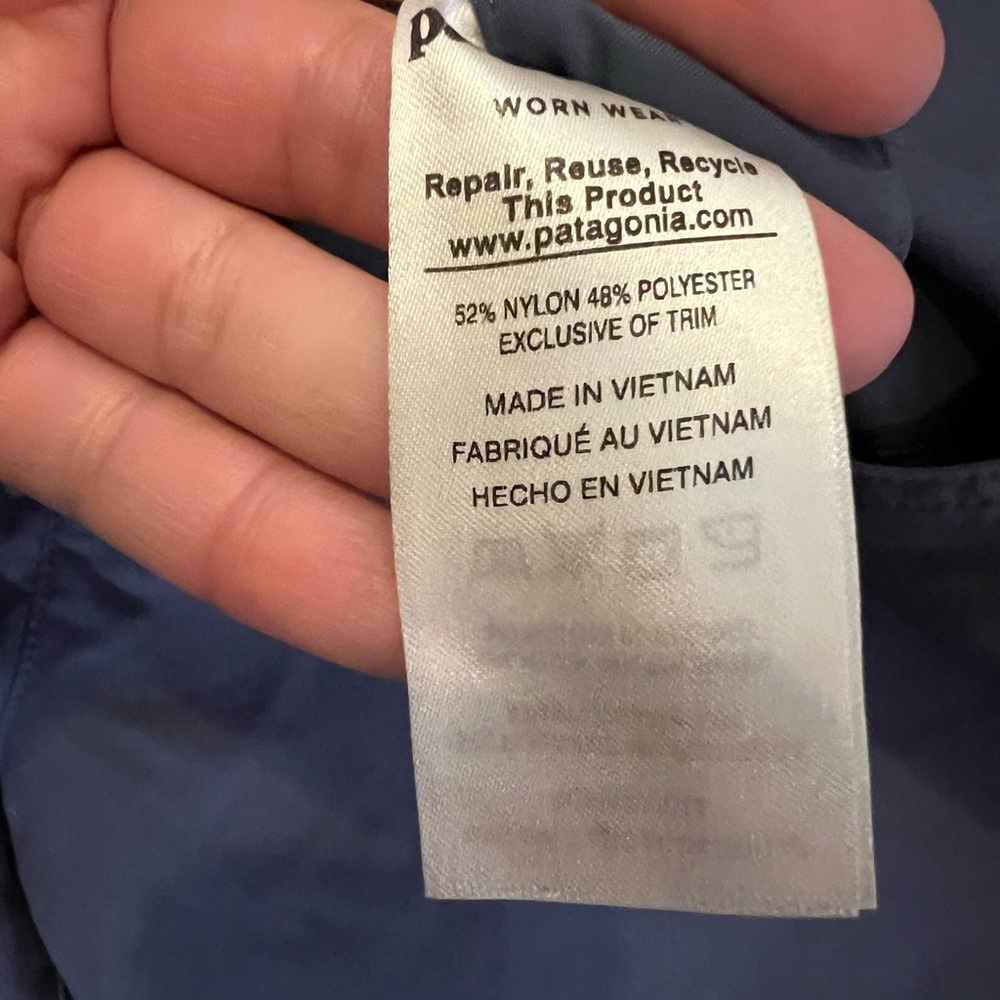 p
WORN WEAR
Repair, Reuse, Recycle
This Product
www.patagonia.com
52% NYLON 48% POLYESTER
EXCLUSIVE OF TRIM
MADE IN VIETNAM
FABRIQUÉ AU VIETNAM
HECHO EN VIETNAM